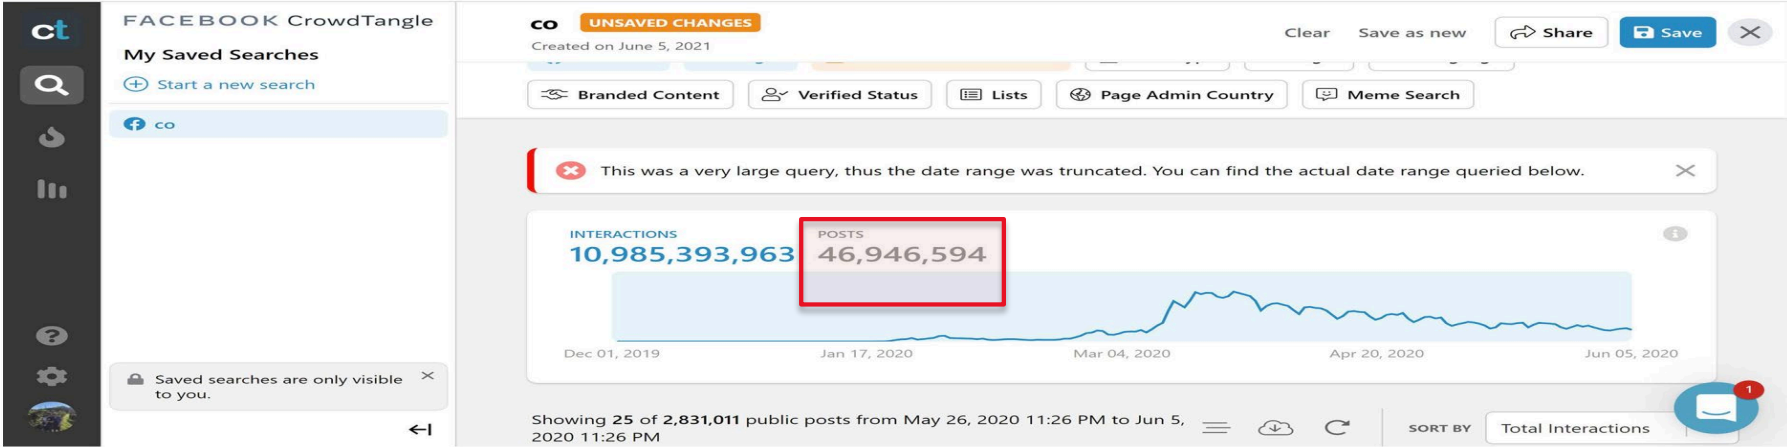 ct
FACEBOOK CrowdTangle
My Saved Searches
Start a new search
co
Saved searches are only visible
to you.
co UNSAVED CHANGES
Created on June 5, 2021
Clear Save as new Share Save
Branded Content Verified Status Lists Page Admin Country Meme Search
This was a very large query, thus the date range was truncated. You can find the actual date range queried below.
INTERACTIONS POSTS
10,985,393,963 46,946,594
Dec 01, 2019 Jan 17, 2020 Mar 04, 2020 Apr 20, 2020 Jun 05, 2020
Showing 25 of 2,831,011 public posts from May 26, 2020 11:26 PM to Jun 5,
2020 11:26 PM
SORT BY Total Interactions
1